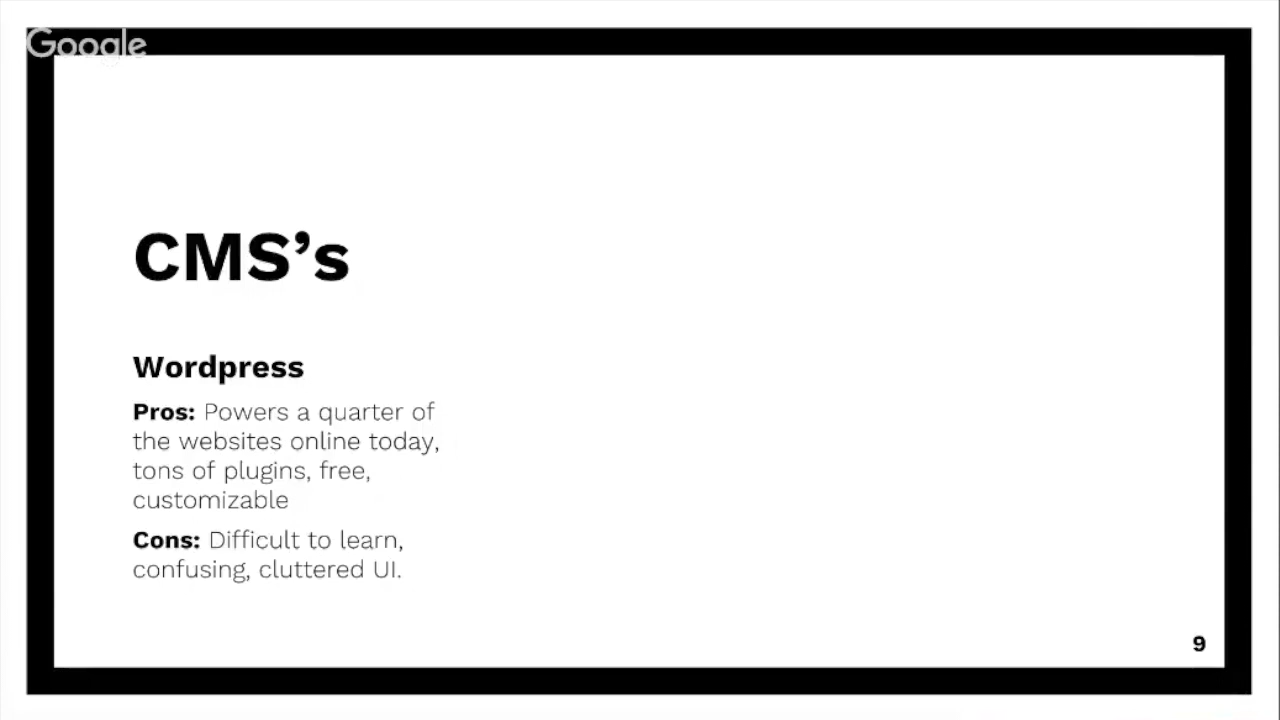 Google
CMS’s
Wordpress
Pros: Powers a quarter of
the websites online today,
tons of plugins, free,
customizable
Cons: Difficult to learn,
confusing, cluttered UI.
9